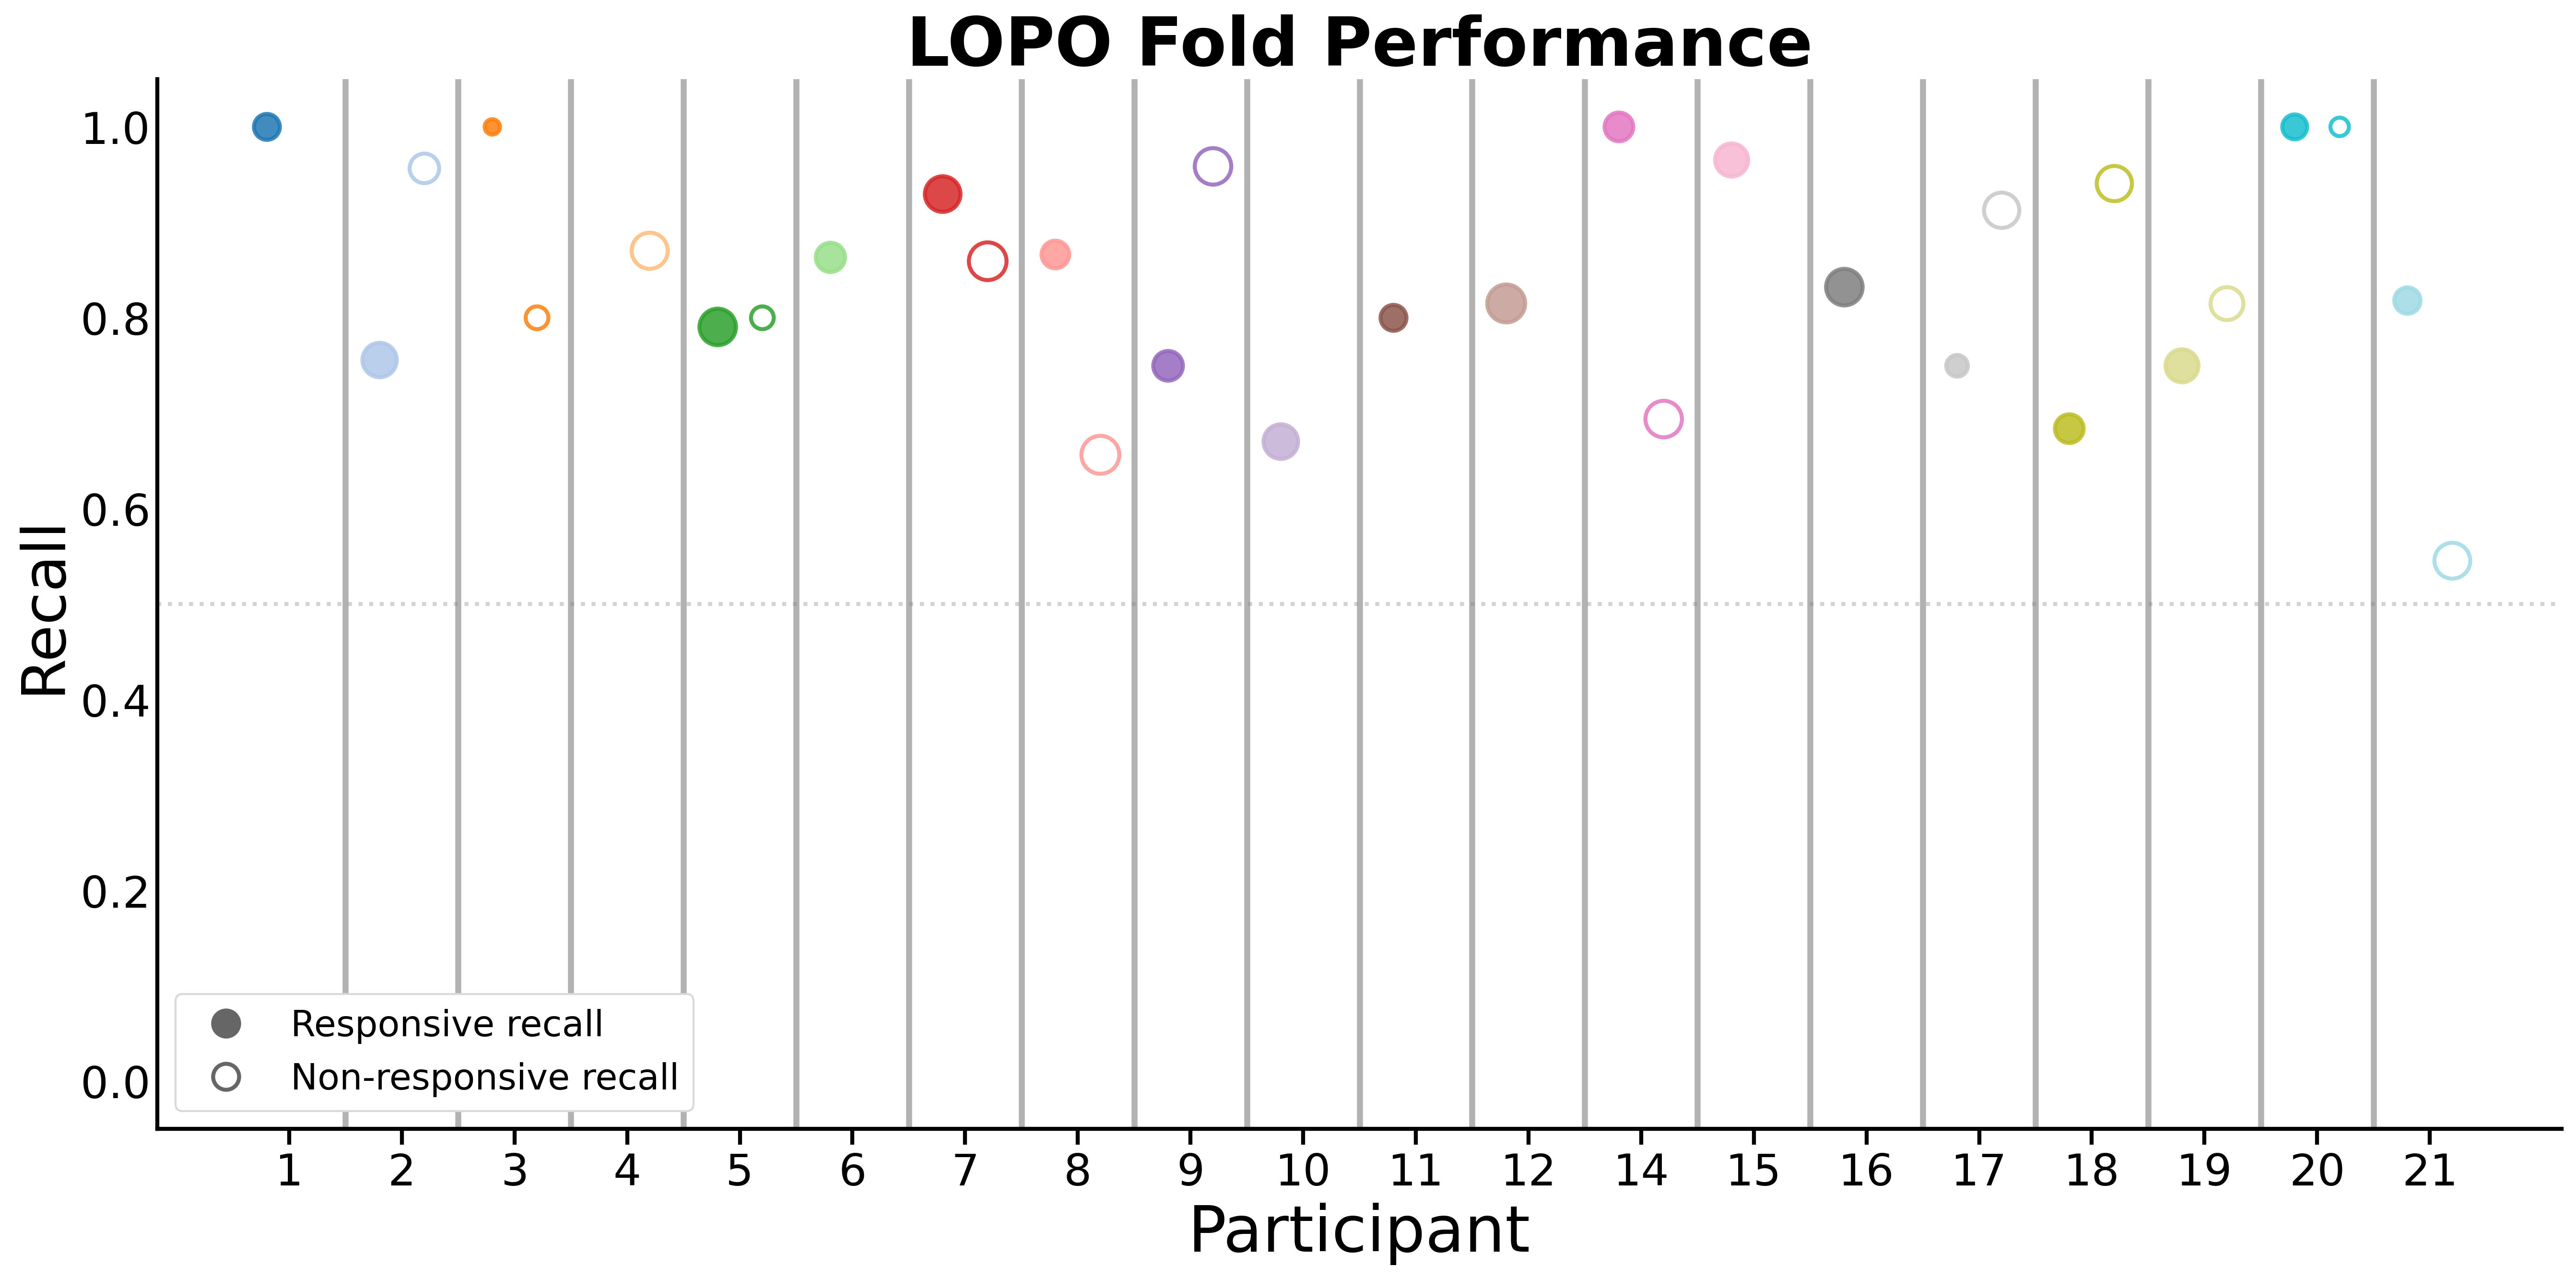 LOPO Fold Performance
1.0
0.8
0.6
0.4
0.2
0.0
Recall
Responsive recall
Non-responsive recall
1 2 3 4 5 6 7 8 9 10 11 12 14 15 16 17 18 19 20 21
Participant